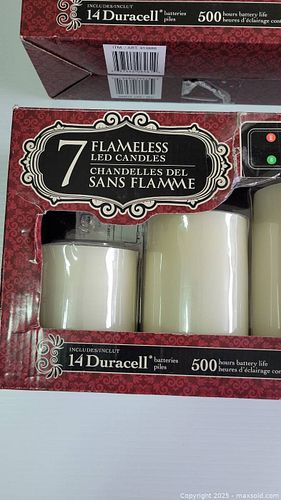 INCLUDES/INCLUT
14 Duracell® batteries
piles
500 hours battery life
heures d'éclairage con
7 FLAMELESS
LED CANDLES
CHANDELLES DEL
SANS FLAMME
INCLUDES/INCLUT
14 Duracell® batteries
piles
500 hours battery life
heures d'éclairage con
Copyright 2025 - maxsold.com